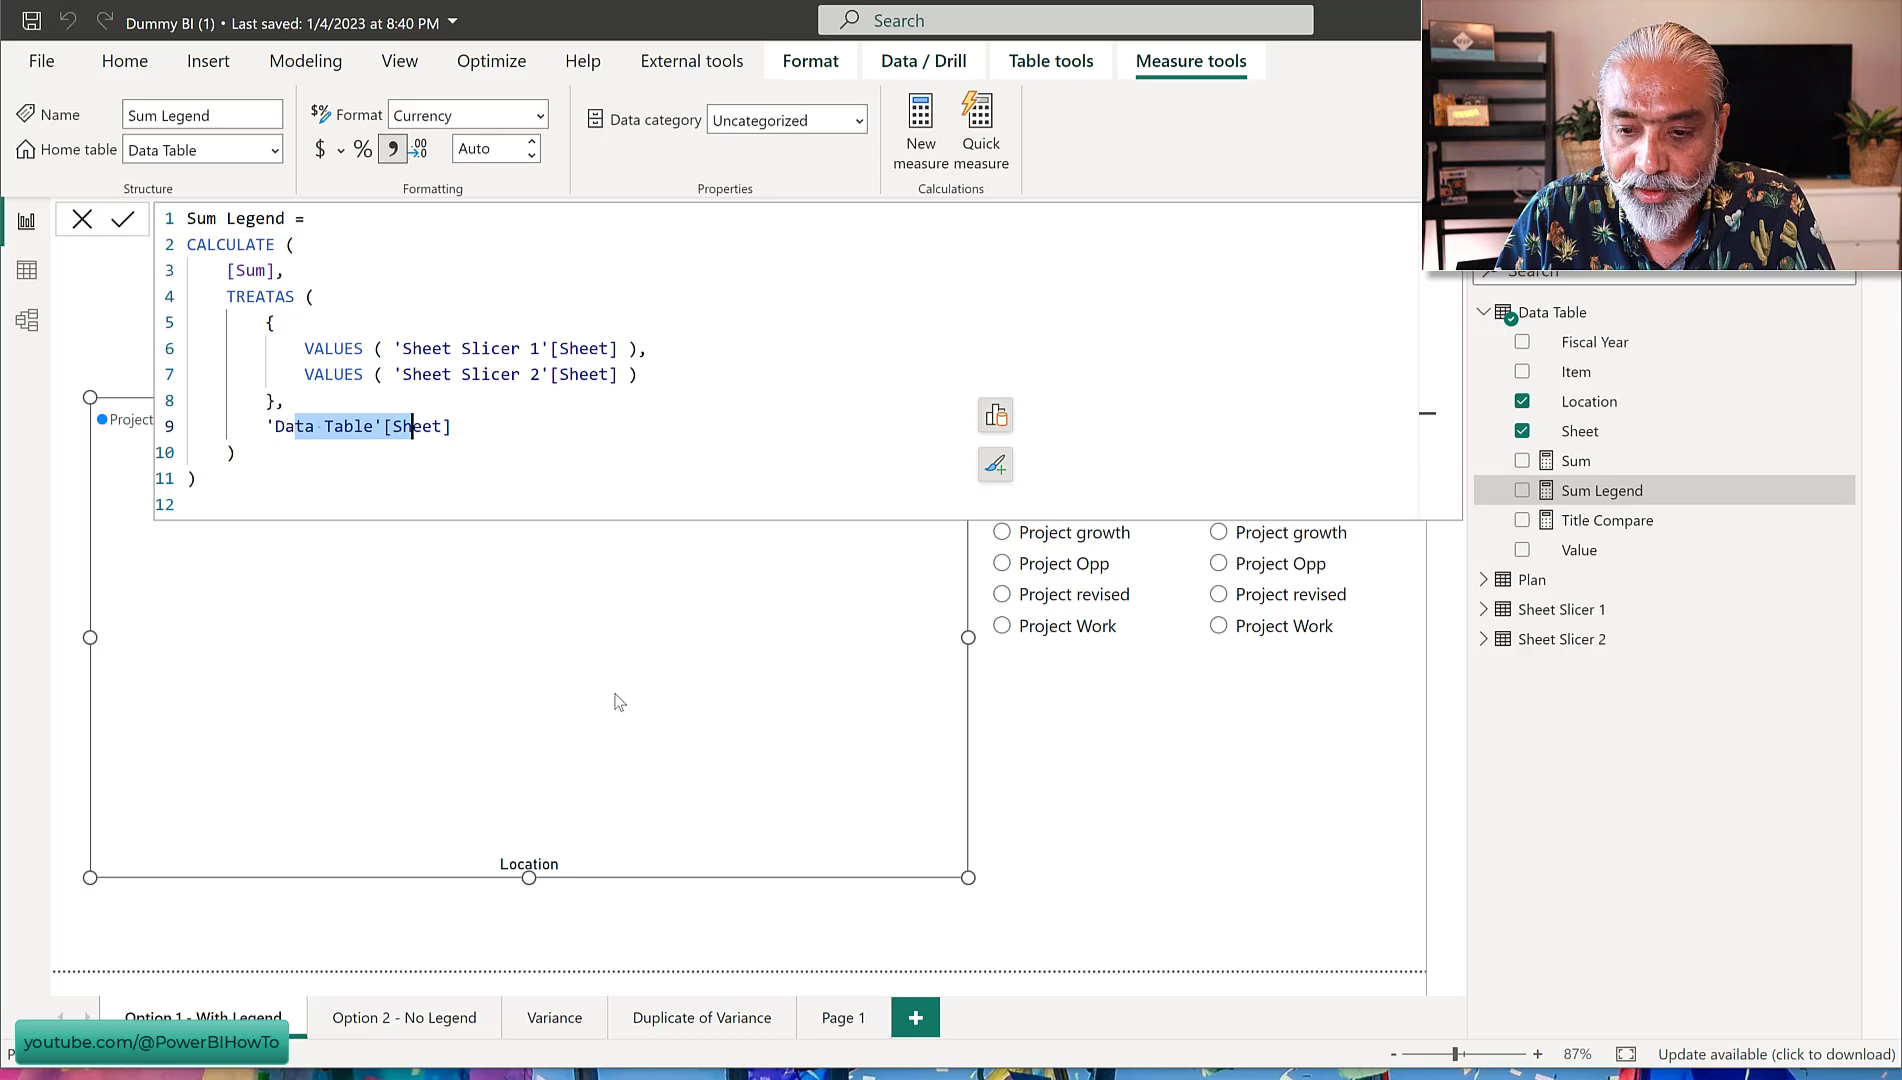 Dummy BI (1) • Last saved: 1/4/2023 at 8:40 PM
Search
File Home Insert Modeling View Optimize Help External tools Format Data / Drill Table tools Measure tools
Name Sum Legend
Home table Data Table
Structure
$% Format Currency
$ % , .00 →.0 Auto
Formatting
Data category Uncategorized
Properties
New measure
Quick measure
Calculations
1 Sum Legend =
2 CALCULATE (
3 [Sum],
4 TREATAS (
5 {
6 VALUES ( 'Sheet Slicer 1'[Sheet] ),
7 VALUES ( 'Sheet Slicer 2'[Sheet] )
8 },
9 'Data Table'[Sheet]
10 )
11 )
12
Project
Location
Project growth Project growth
Project Opp Project Opp
Project revised Project revised
Project Work Project Work
Search
Data Table
Fiscal Year
Item
Location
Sheet
Sum
Sum Legend
Title Compare
Value
Plan
Sheet Slicer 1
Sheet Slicer 2
Option 1 - With Legend Option 2 - No Legend Variance Duplicate of Variance Page 1 +
youtube.com/@PowerBIHowTo
- + 87% Update available (click to download)